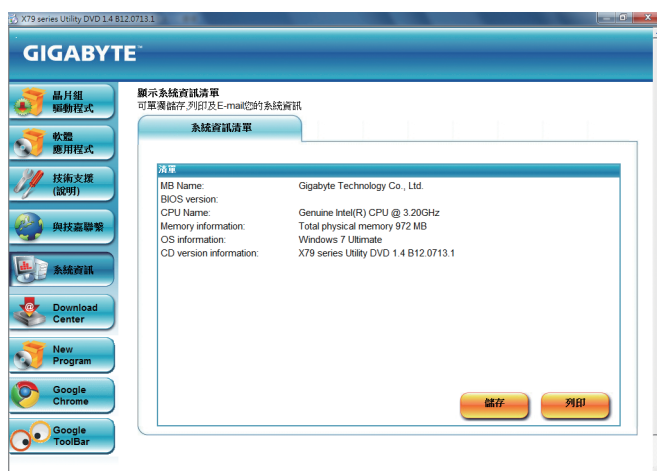 X79 series Utility DVD 1.4 B12.0713.1
GIGABYTE™
晶片組
驅動程式
軟體
應用程式
技術支援
(說明)
與技嘉聯繫
系統資訊
Download
Center
New
Program
Google
Chrome
Google
ToolBar
顯示系統資訊清單
可單獨儲存,列印及E-mail您的系統資訊
系統資訊清單
清單
MB Name: Gigabyte Technology Co., Ltd.
BIOS version:
CPU Name: Genuine Intel(R) CPU @ 3.20GHz
Memory information: Total physical memory 972 MB
OS information: Windows 7 Ultimate
CD version information: X79 series Utility DVD 1.4 B12.0713.1
儲存 列印